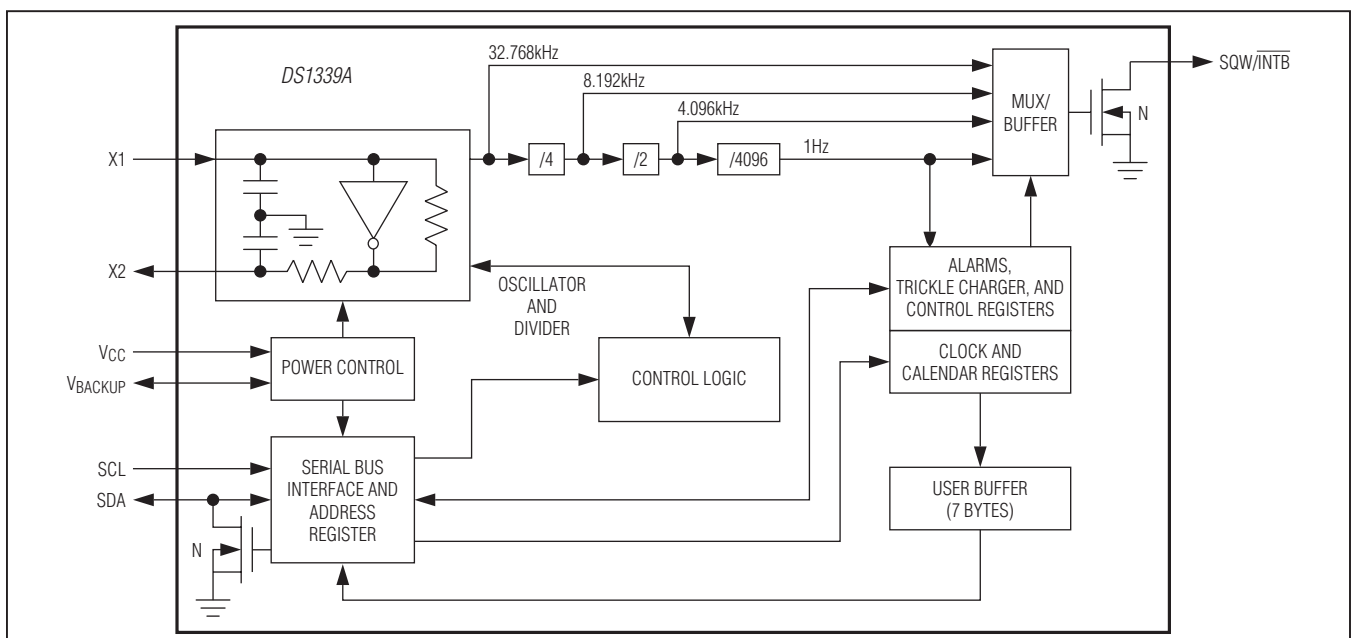 32.768kHz
DS1339A
8.192kHz
4.096kHz
MUX/
BUFFER
N
SQW/INTB
X1
/4
/2
/4096
1Hz
X2
OSCILLATOR
AND
DIVIDER
ALARMS,
TRICKLE CHARGER, AND
CONTROL REGISTERS
VCC
VBACKUP
POWER CONTROL
CONTROL LOGIC
CLOCK AND
CALENDAR REGISTERS
SCL
SDA
SERIAL BUS
INTERFACE AND
ADDRESS
REGISTER
USER BUFFER
(7 BYTES)
N